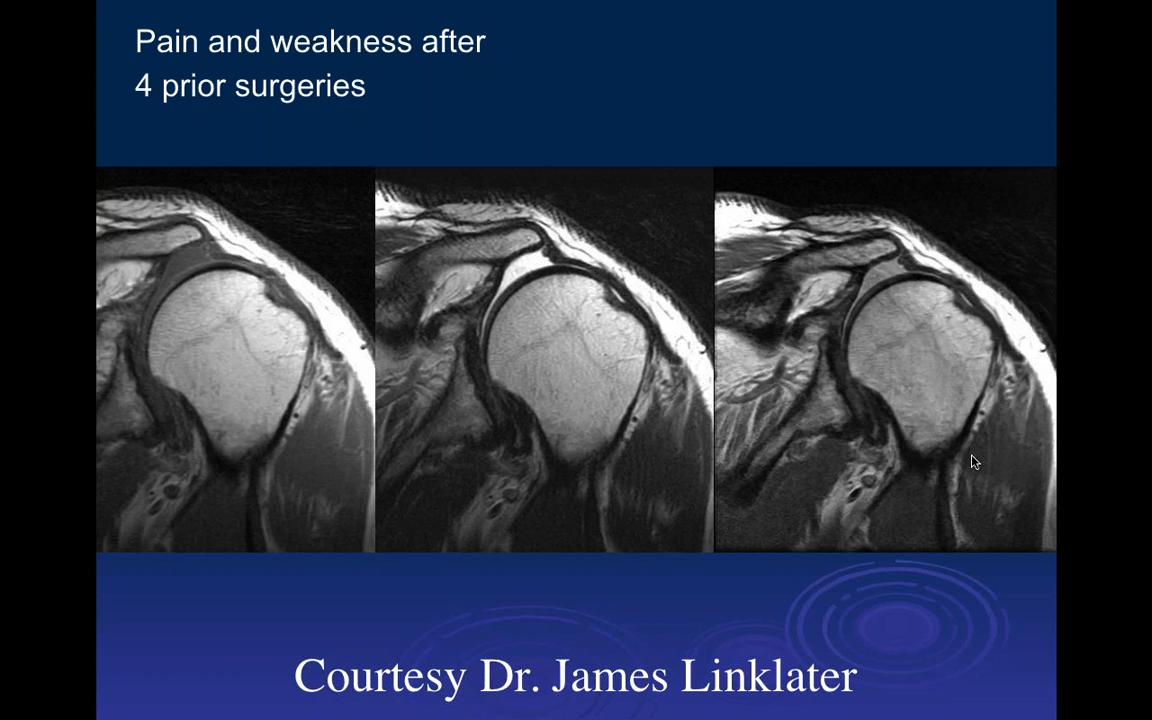 Pain and weakness after
4 prior surgeries
Courtesy Dr. James Linklater